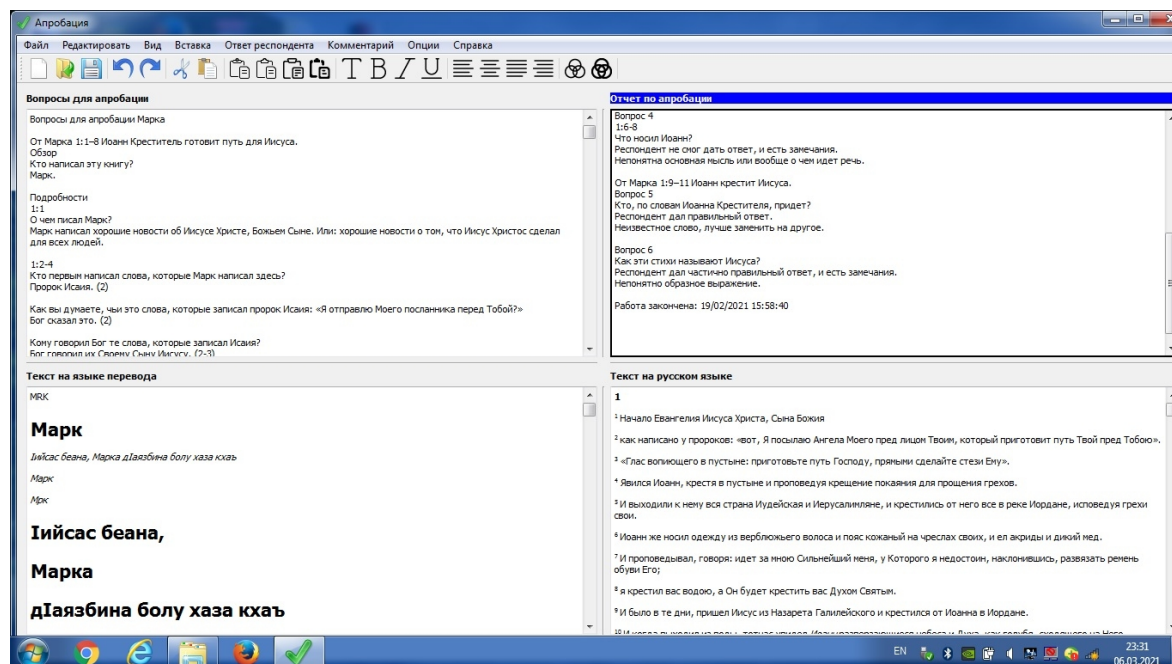 Апробация
Файл Редактировать Вид Вставка Ответ респондента Комментарий Опции Справка
T B I U
Вопросы для апробации
Вопросы для апробации Марка
От Марка 1:1–8 Иоанн Креститель готовит путь для Иисуса.
Обзор
Кто написал эту книгу?
Марк.
Подробности
1:1
О чем писал Марк?
Марк написал хорошие новости об Иисусе Христе, Божьем Сыне. Или: хорошие новости о том, что Иисус Христос сделал
для всех людей.
1:2-4
Кто первым написал слова, которые Марк написал здесь?
Пророк Исаия. (2)
Как вы думаете, чьи это слова, которые записал пророк Исаия: «Я отправлю Моего посланника перед Тобой?»
Бог сказал это. (2)
Кому говорил Бог те слова, которые записал Исаия?
Бог говорил их Своему Сыну Иисусу. (2-3)
Отчет по апробации
Вопрос 4
1:6-8
Что носил Иоанн?
Респондент не смог дать ответ, и есть замечания.
Непонятна основная мысль или вообще о чем идет речь.
От Марка 1:9–11 Иоанн крестит Иисуса.
Вопрос 5
Кто, по словам Иоанна Крестителя, придет?
Респондент дал правильный ответ.
Неизвестное слово, лучше заменить на другое.
Вопрос 6
Как эти стихи называют Иисуса?
Респондент дал частично правильный ответ, и есть замечания.
Непонятно образное выражение.
Работа закончена: 19/02/2021 15:58:40
Текст на языке перевода
MRK
Марк
Ӏийсас беана, Марка дӀаязбина болу хаза кхаъ
Марк
Мрк
Ӏийсас беана,
Марка
дӀаязбина болу хаза кхаъ
Текст на русском языке
1
1 Начало Евангелия Иисуса Христа, Сына Божия
2 как написано у пророков: «вот, Я посылаю Ангела Моего пред лицом Твоим, который приготовит путь Твой пред Тобою».
3 «Глас вопиющего в пустыне: приготовьте путь Господу, прямыми сделайте стези Ему».
4 Явился Иоанн, крестя в пустыне и проповедуя крещение покаяния для прощения грехов.
5 И выходили к нему вся страна Иудейская и Иерусалимляне, и крестились от него все в реке Иордане, исповедуя грехи
свои.
6 Иоанн же носил одежду из верблюжьего волоса и пояс кожаный на чреслах своих, и ел акриды и дикий мед.
7 И проповедывал, говоря: идет за мною Сильнейший меня, у Которого я недостоин, наклонившись, развязать ремень
обуви Его;
8 я крестил вас водою, а Он будет крестить вас Духом Святым.
9 И было в те дни, пришел Иисус из Назарета Галилейского и крестился от Иоанна в Иордане.
EN
23:31
06.03.2021